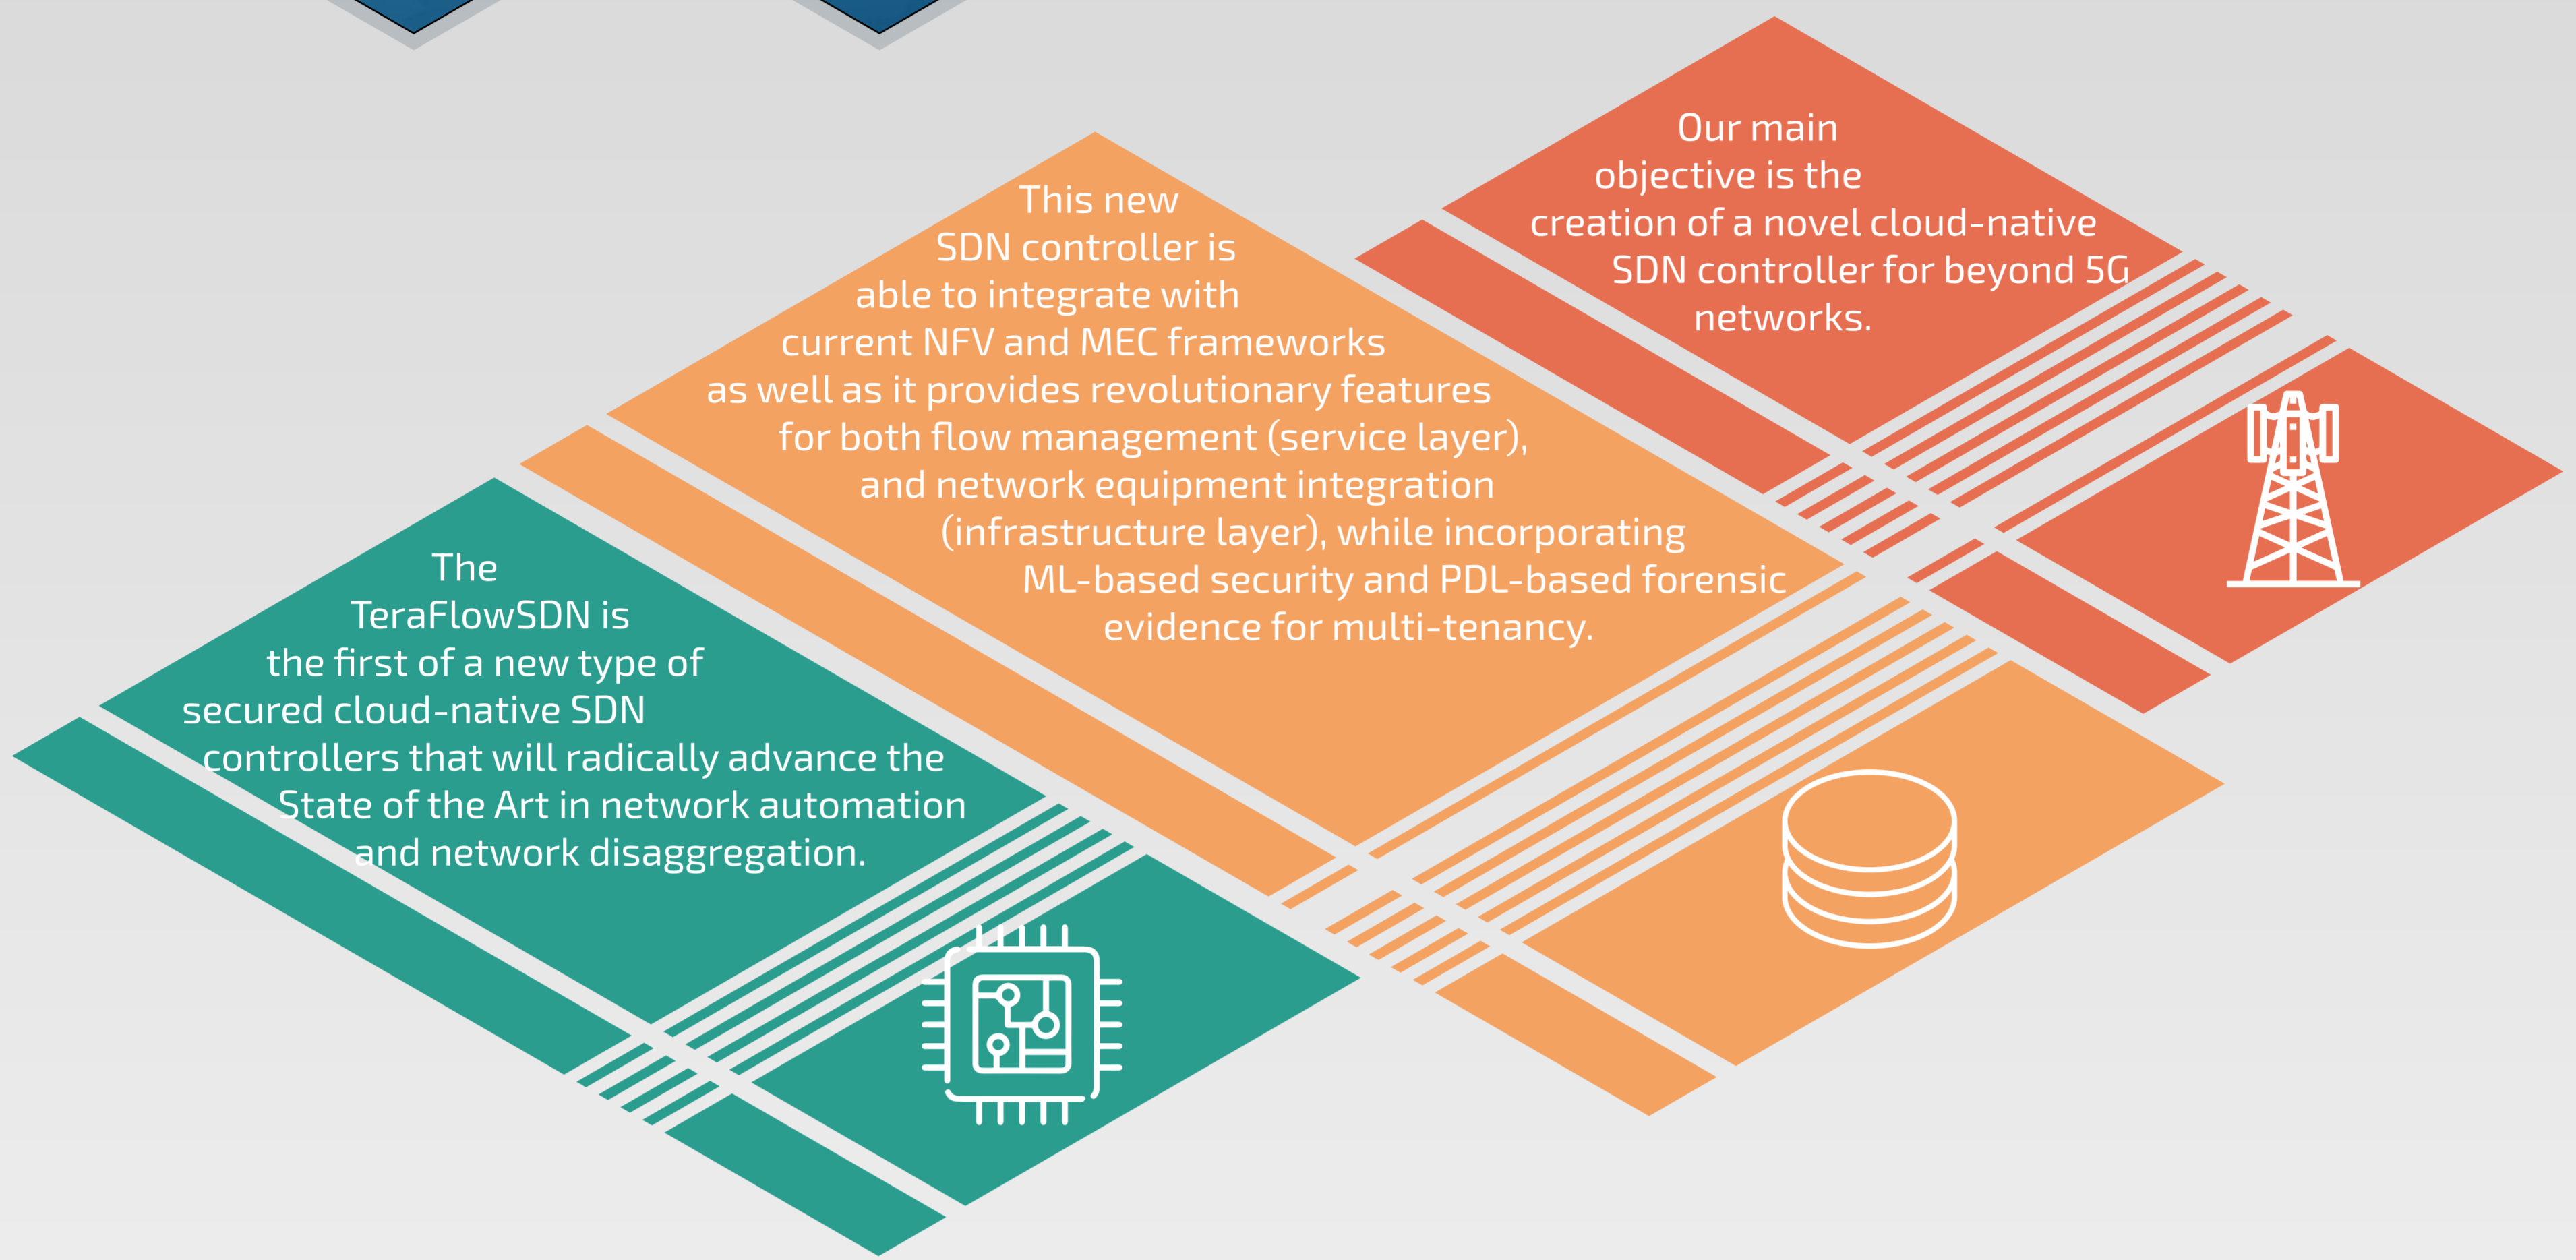 Our main
objective is the
creation of a novel cloud-native
SDN controller for beyond 5G
networks.
This new
SDN controller is
able to integrate with
current NFV and MEC frameworks
as well as it provides revolutionary features
for both flow management (service layer),
and network equipment integration
(infrastructure layer), while incorporating
ML-based security and PDL-based forensic
evidence for multi-tenancy.
The
TeraFlowSDN is
the first of a new type of
secured cloud-native SDN
controllers that will radically advance the
State of the Art in network automation
and network disaggregation.